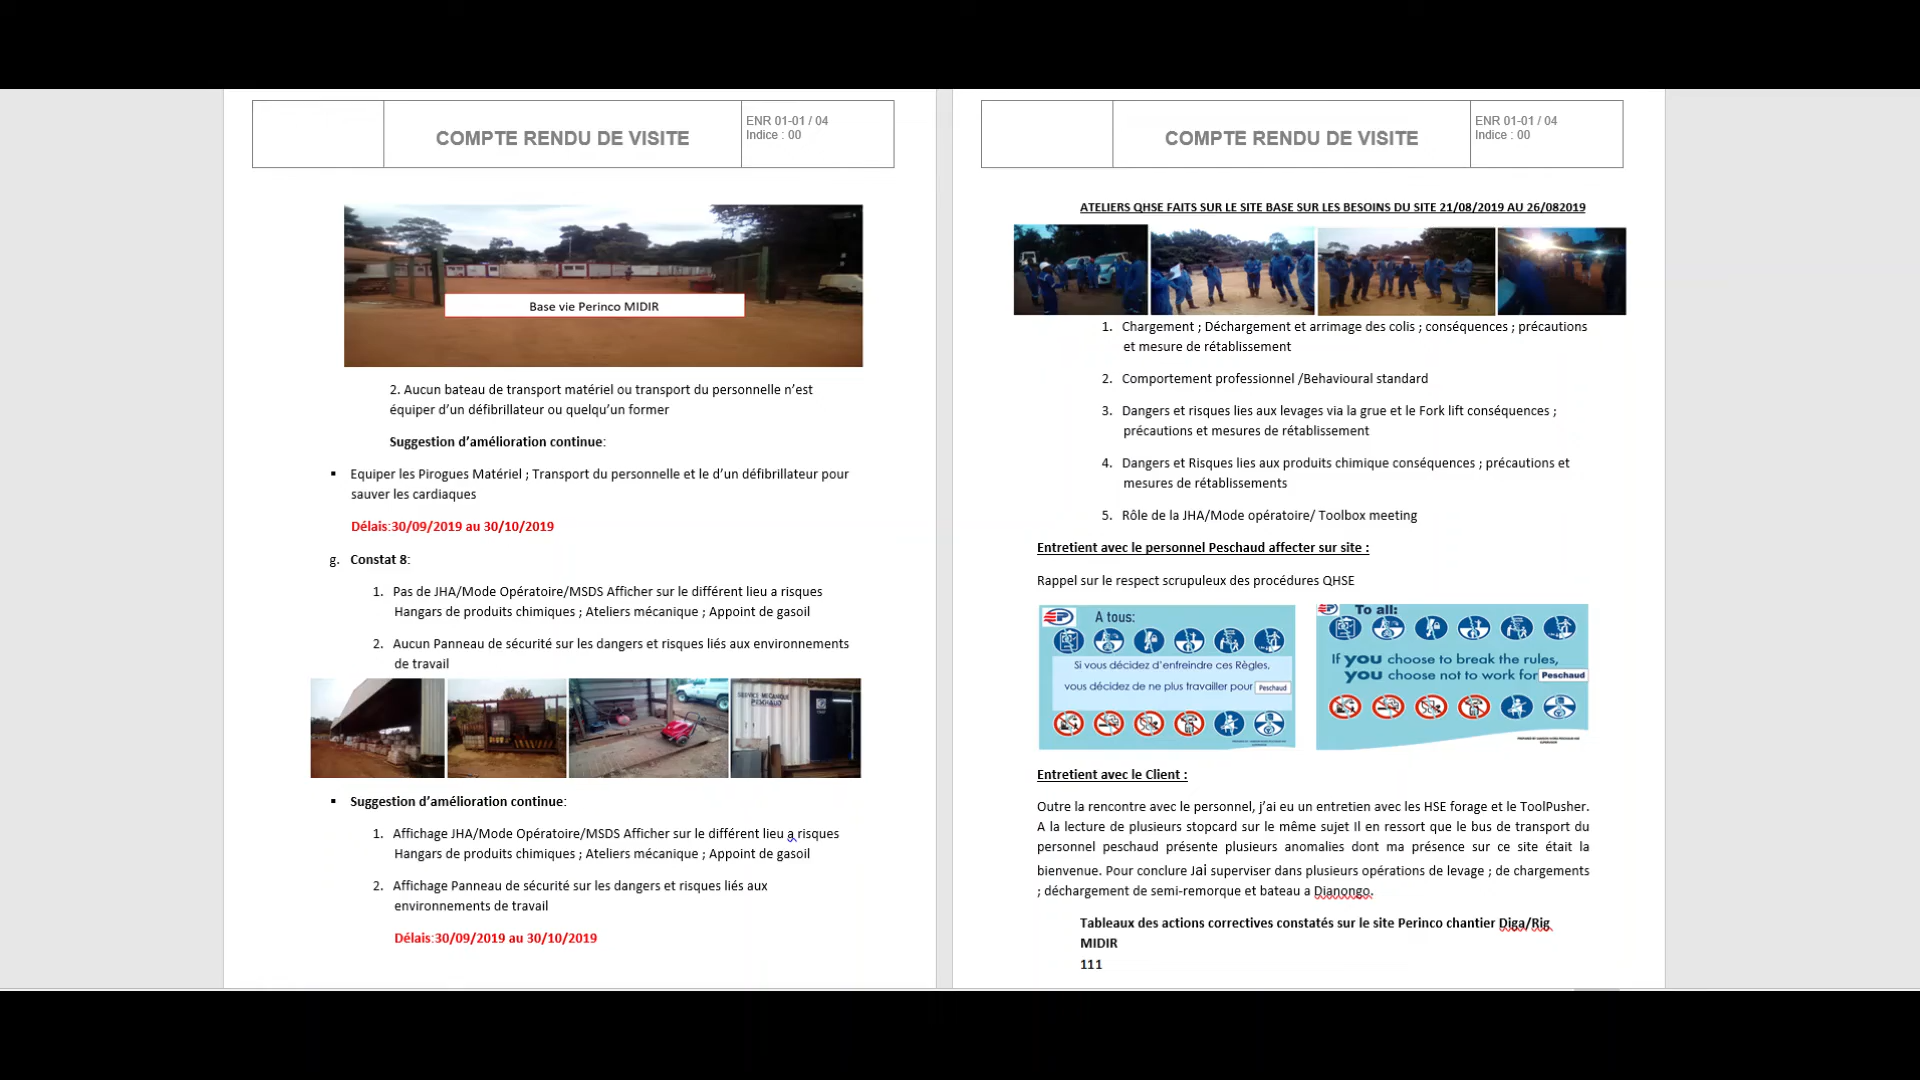 COMPTE RENDU DE VISITE
ENR 01-01 / 04
Indice : 00
Base vie Perinco MIDIR
2. Aucun bateau de transport matériel ou transport du personnelle n’est
équiper d’un défibrillateur ou quelqu’un former
Suggestion d’amélioration continue:
▪ Equiper les Pirogues Matériel ; Transport du personnelle et le d’un défibrillateur pour
sauver les cardiaques
Délais:30/09/2019 au 30/10/2019
g. Constat 8:
1. Pas de JHA/Mode Opératoire/MSDS Afficher sur le différent lieu a risques
Hangars de produits chimiques ; Ateliers mécanique ; Appoint de gasoil
2. Aucun Panneau de sécurité sur les dangers et risques liés aux environnements
de travail
SERVICE MECANIQUE
PESCHAUD
▪ Suggestion d’amélioration continue:
1. Affichage JHA/Mode Opératoire/MSDS Afficher sur le différent lieu a risques
Hangars de produits chimiques ; Ateliers mécanique ; Appoint de gasoil
2. Affichage Panneau de sécurité sur les dangers et risques liés aux
environnements de travail
Délais:30/09/2019 au 30/10/2019
COMPTE RENDU DE VISITE
ENR 01-01 / 04
Indice : 00
ATELIERS QHSE FAITS SUR LE SITE BASE SUR LES BESOINS DU SITE 21/08/2019 AU 26/082019
1. Chargement ; Déchargement et arrimage des colis ; conséquences ; précautions
et mesure de rétablissement
2. Comportement professionnel /Behavioural standard
3. Dangers et risques lies aux levages via la grue et le Fork lift conséquences ;
précautions et mesures de rétablissement
4. Dangers et Risques lies aux produits chimique conséquences ; précautions et
mesures de rétablissements
5. Rôle de la JHA/Mode opératoire/ Toolbox meeting
Entretient avec le personnel Peschaud affecter sur site :
Rappel sur le respect scrupuleux des procédures QHSE
A tous:
Si vous décidez d’enfreindre ces Règles,
vous décidez de ne plus travailler pour Peschaud
To all:
If you choose to break the rules,
you choose not to work for Peschaud
Entretient avec le Client :
Outre la rencontre avec le personnel, j’ai eu un entretien avec les HSE forage et le ToolPusher.
A la lecture de plusieurs stopcard sur le même sujet Il en ressort que le bus de transport du
personnel peschaud présente plusieurs anomalies dont ma présence sur ce site était la
bienvenue. Pour conclure Jai superviser dans plusieurs opérations de levage ; de chargements
; déchargement de semi-remorque et bateau a Dianongo.
Tableaux des actions correctives constatés sur le site Perinco chantier Diga/Rig
MIDIR
111